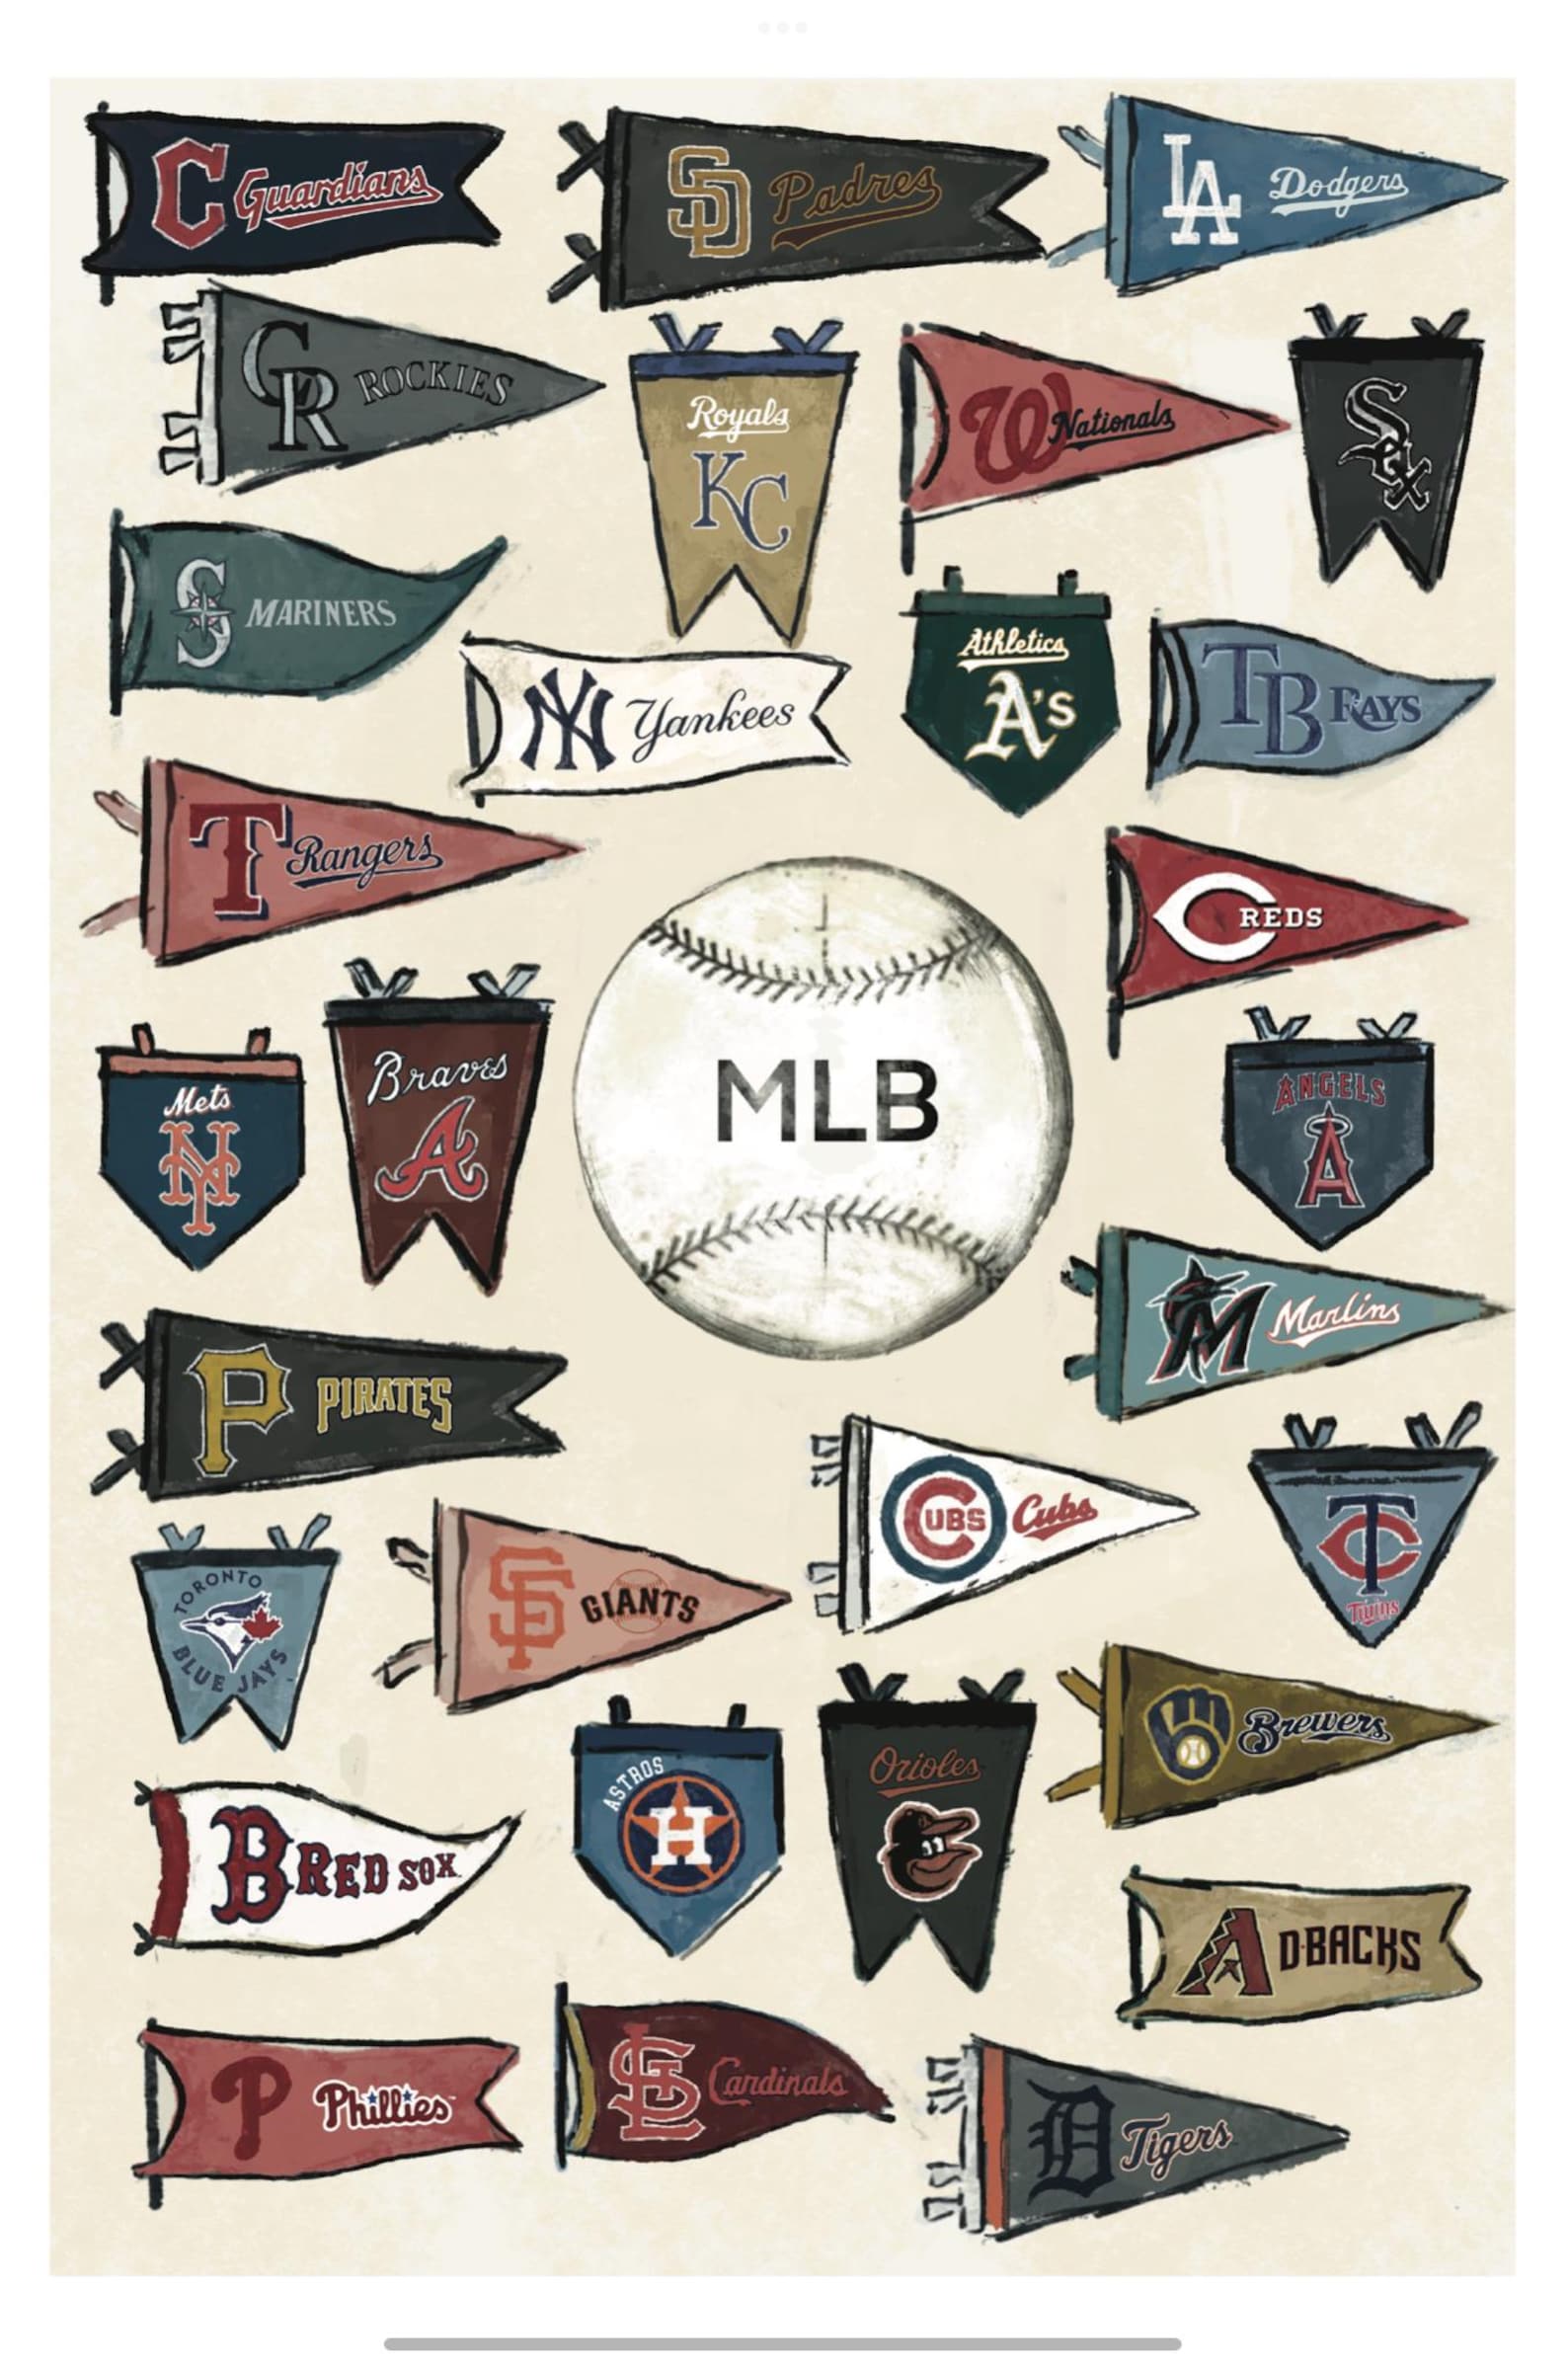 C Guardians
SD Padres
LA Dodgers
CR ROCKIES
Royals
KC
W Nationals
Sox
S MARINERS
NY Yankees
Athletics
A's
TB RAYS
T Rangers
C REDS
Mets
NY
Braves
A
MLB
ANGELS
A
M Marlins
P PIRATES
CUBS Cubs
TC
Twins
TORONTO
BLUE JAYS
SF GIANTS
M Brewers
ASTROS
H
Orioles
B RED SOX
A D-BACKS
P Phillies
STL Cardinals
D Tigers